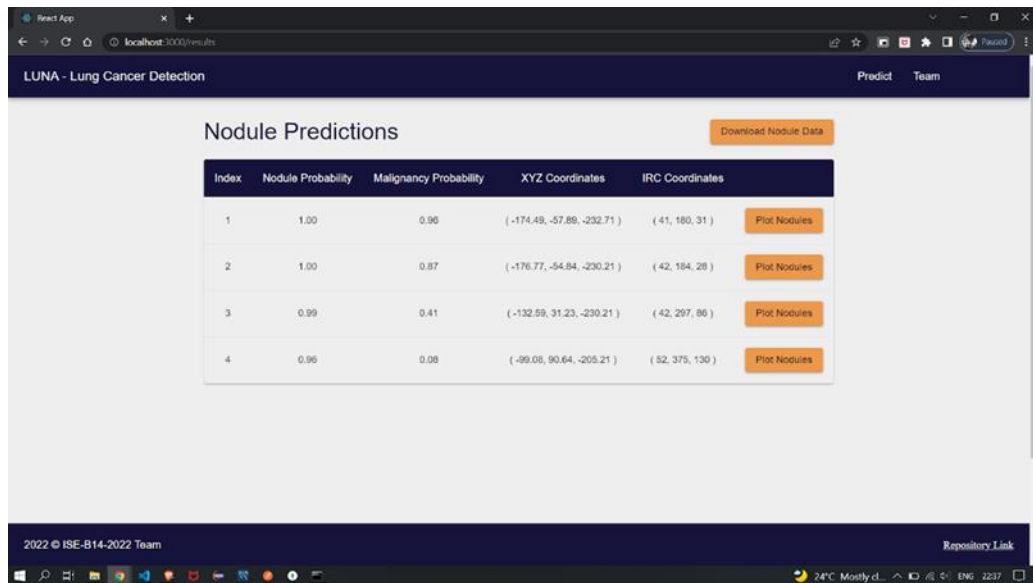 React App
localhost:3000/results
Paused
LUNA - Lung Cancer Detection Predict Team
Nodule Predictions Download Nodule Data
Index Nodule Probability Malignancy Probability XYZ Coordinates IRC Coordinates
1 1.00 0.96 ( -174.49, -57.89, -232.71 ) ( 41, 180, 31 ) Plot Nodules
2 1.00 0.87 ( -176.77, -54.84, -230.21 ) ( 42, 184, 28 ) Plot Nodules
3 0.99 0.41 ( -132.59, 31.23, -230.21 ) ( 42, 297, 86 ) Plot Nodules
4 0.96 0.08 ( -99.08, 90.64, -205.21 ) ( 52, 375, 130 ) Plot Nodules
2022 © ISE-B14-2022 Team Repository Link
24°C Mostly cl... ENG 22:37